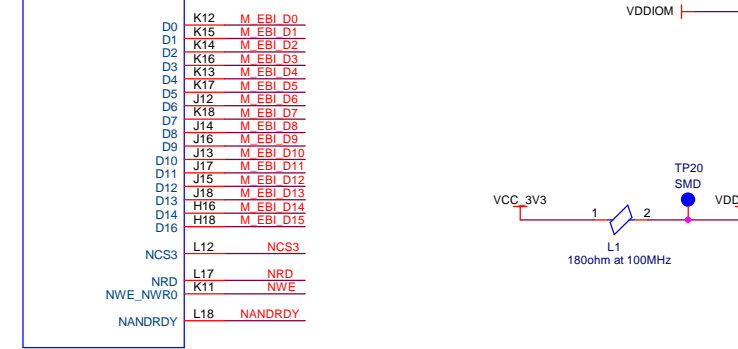 D0 K12 M_EBI_D0
D1 K15 M_EBI_D1
D2 K14 M_EBI_D2
D3 K16 M_EBI_D3
D4 K13 M_EBI_D4
D5 K17 M_EBI_D5
D6 J12 M_EBI_D6
D7 K18 M_EBI_D7
D8 J14 M_EBI_D8
D9 J16 M_EBI_D9
D10 J13 M_EBI_D10
D11 J17 M_EBI_D11
D12 J15 M_EBI_D12
D13 J18 M_EBI_D13
D14 H16 M_EBI_D14
D16 H18 M_EBI_D15
NCS3 L12 NCS3
NRD L17 NRD
NWE_NWR0 K11 NWE
NANDRDY L18 NANDRDY
VDDIOM
TP20
SMD
VCC_3V3
1 2
L1
180ohm at 100MHz